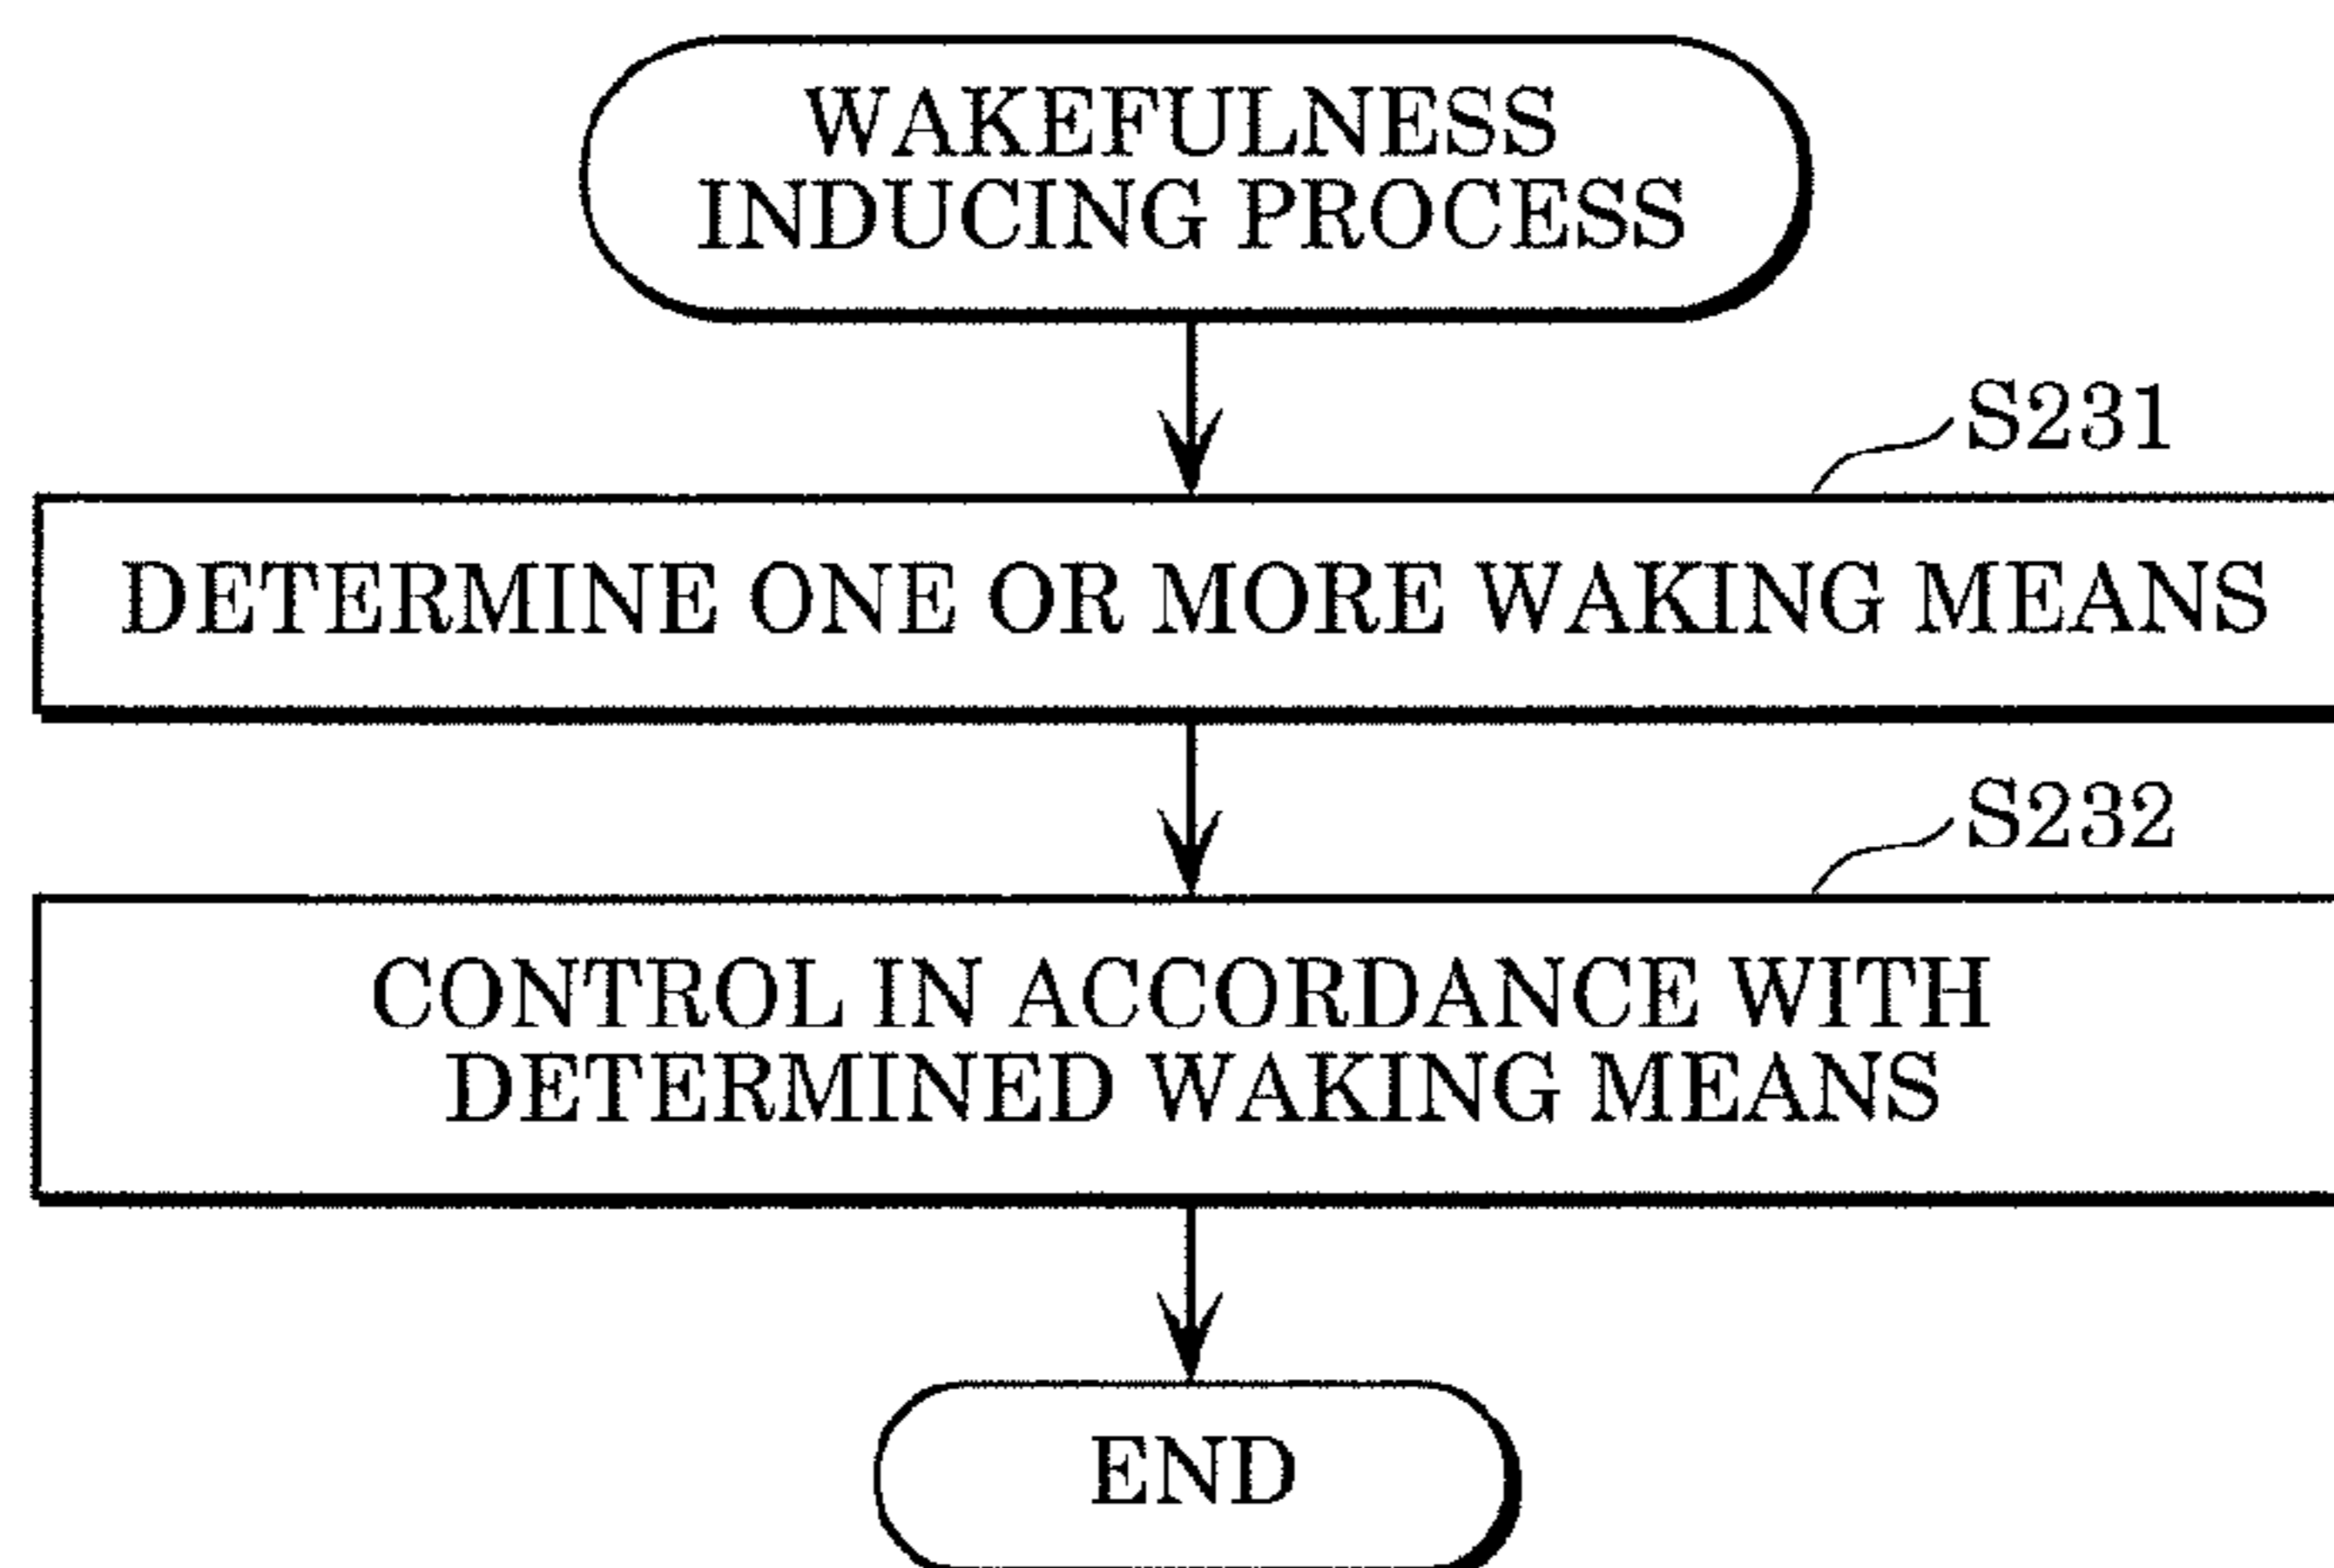 WAKEFULNESS
INDUCING PROCESS
S231
DETERMINE ONE OR MORE WAKING MEANS
S232
CONTROL IN ACCORDANCE WITH
DETERMINED WAKING MEANS
END